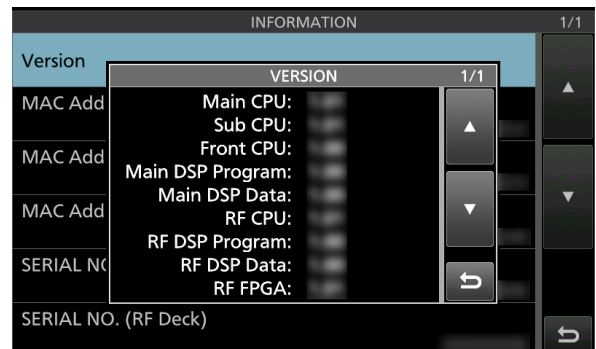 INFORMATION 1/1
Version
VERSION 1/1
MAC Add
Main CPU:
Sub CPU:
Front CPU:
MAC Add
Main DSP Program:
Main DSP Data:
MAC Add
RF CPU:
RF DSP Program:
SERIAL NO
RF DSP Data:
RF FPGA:
SERIAL NO. (RF Deck)